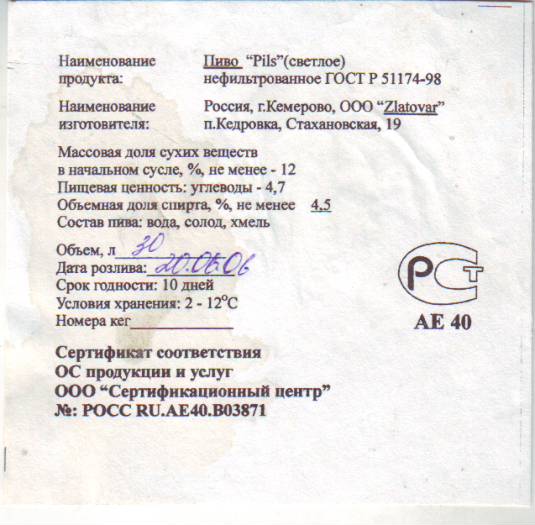 Наименование Пиво "Pils"(светлое)
продукта: нефильтрованное ГОСТ Р 51174-98
Наименование Россия, г.Кемерово, ООО "Zlatovar"
изготовителя: п.Кедровка, Стахановская, 19
Массовая доля сухих веществ
в начальном сусле, %, не менее - 12
Пищевая ценность: углеводы - 4,7
Объемная доля спирта, %, не менее 4,5
Состав пива: вода, солод, хмель
Объем, л 30
Дата розлива: 20.06.06
Срок годности: 10 дней
Условия хранения: 2 - 12°С
Номера кег
РСТ
АЕ 40
Сертификат соответствия
ОС продукции и услуг
ООО "Сертификационный центр"
№: РОСС RU.АЕ40.В03871